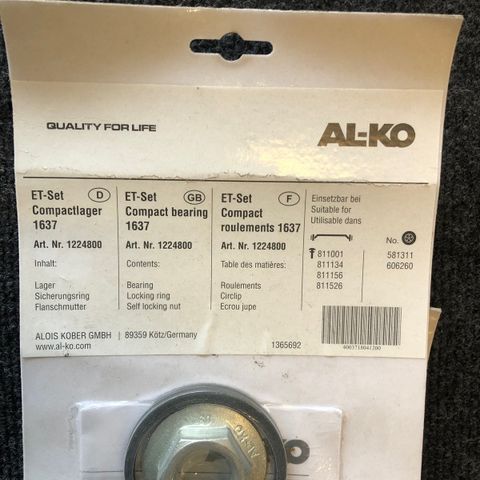 QUALITY FOR LIFE
AL-KO
ET-Set D
Compactlager
1637
Art. Nr. 1224800
Inhalt:
Lager
Sicherungsring
Flanschmutter
ET-Set GB
Compact bearing
1637
Art. Nr. 1224800
Contents:
Bearing
Locking ring
Self locking nut
ET-Set F
Compact
roulements 1637
Art. Nr. 1224800
Table des matières:
Roulements
Circlip
Ecrou jupe
Einsetzbar bei
Suitable for
Utilisable dans
No.
811001
811134
811156
811526
581311
606260
ALOIS KOBER GMBH | 89359 Kötz/Germany
www.al-ko.com
1365692
4003718041200
AL-KO